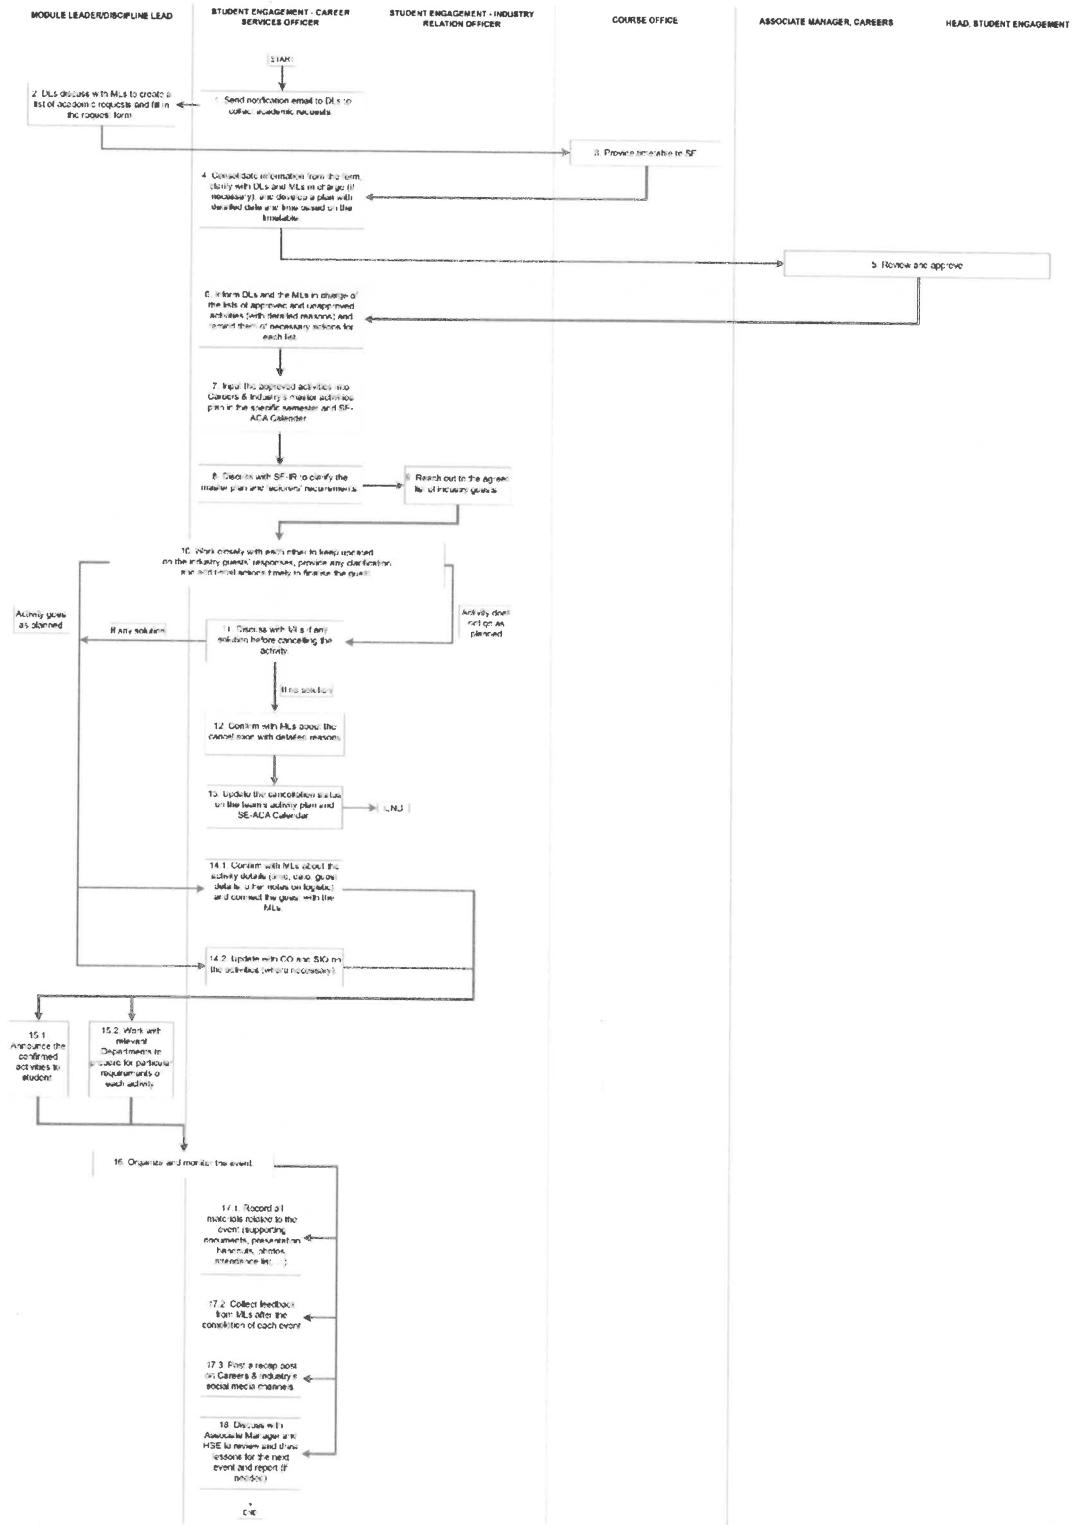 MODULE LEADER/DISCIPLINE LEAD
STUDENT ENGAGEMENT - CAREER
SERVICES OFFICER
STUDENT ENGAGEMENT - INDUSTRY
RELATION OFFICER
COURSE OFFICE
ASSOCIATE MANAGER, CAREERS
HEAD, STUDENT ENGAGEMENT
START
1. Send notification email to DLs to
collect academic requests
2. DLs discuss with MLs to create a
list of academic requests and fill in
the request form
3. Provide timetable to SE
4. Consolidate information from the form,
clarify with DLs and MLs in charge (if
necessary), and develop a plan with
detailed date and time based on the
timetable
5. Review and approve
6. Inform DLs and the MLs in charge of
the lists of approved and unapproved
activities (with detailed reasons) and
remind them of necessary actions for
each list
7. Input the approved activities into
Careers & Industry's master activities
plan in the specific semester and SE-
ACA Calender
8. Discuss with SE-IR to clarify the
master plan and lecturers' requirements
9. Reach out to the agreed
list of industry guests
10. Work closely with each other to keep updated
on the industry guests' responses, provide any clarification
and additional actions timely to finalise the guest
Activity goes
as planned
If any solution
11. Discuss with MLs if any
solution before cancelling the
activity
Activity does
not go as
planned
If no solution
12. Confirm with MLs about the
cancellation with detailed reasons
13. Update the cancellation status
on the team's activity plan and
SE-ACA Calendar
END
14.1. Confirm with MLs about the
activity details (time, date, guest
details, other notes on logistic)
and connect the guest with the
MLs.
14.2. Update with CO and SIO on
the activities (where necessary)
15.1
Announce the
confirmed
activities to
student
15.2. Work with
relevant
Departments to
prepare for particular
requirements of
each activity
16. Organize and monitor the event
17.1. Record all
materials related to the
event (supporting
documents, presentation
handouts, photos,
attendance list, ...)
17.2. Collect feedback
from MLs after the
completion of each event
17.3. Post a recap post
on Careers & Industry's
social media channels
18. Discuss with
Associate Manager and
HSE to review and draw
lessons for the next
event and report (if
needed)
END